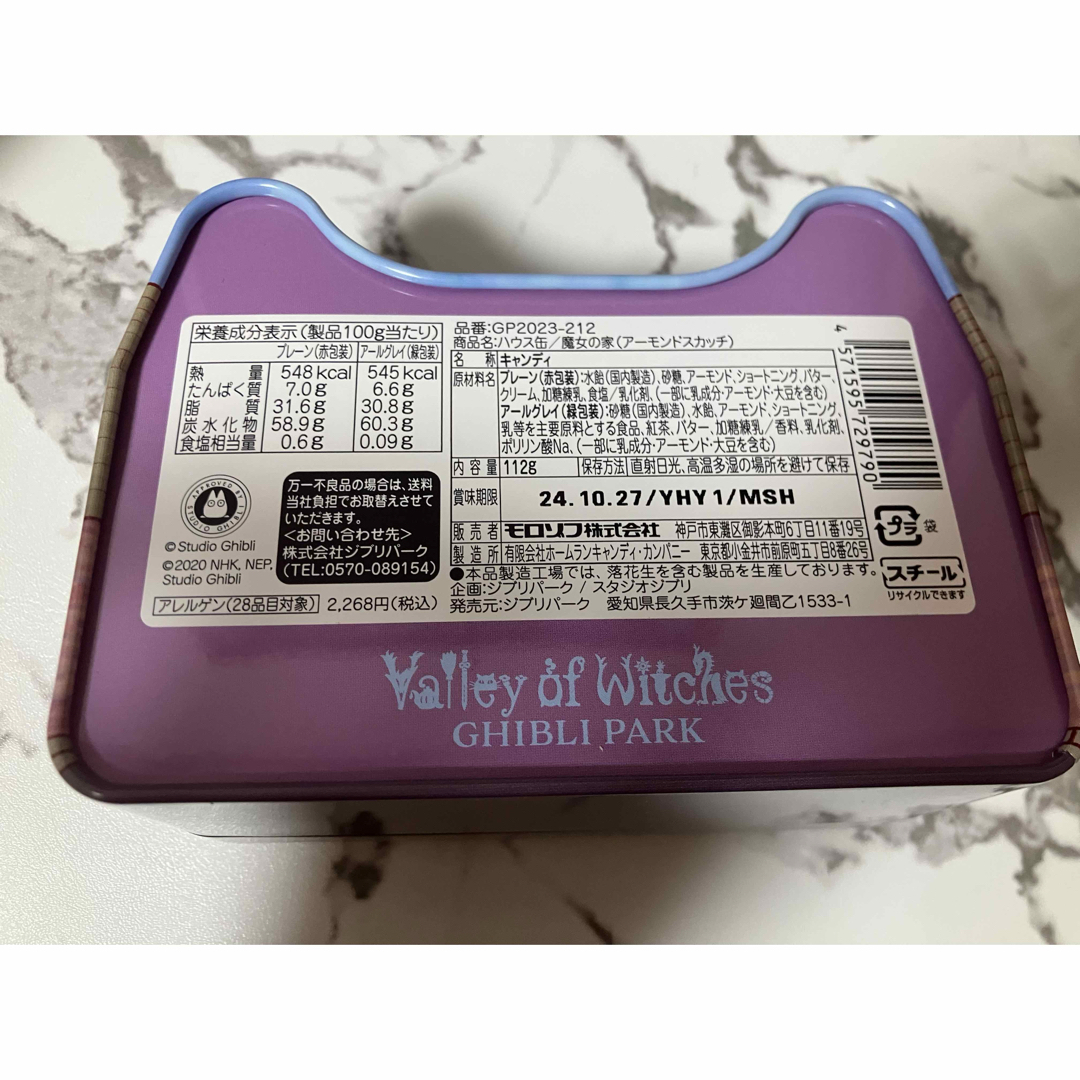 栄養成分表示(製品100g当たり)
プレーン(赤包装) アールグレイ(緑包装)
熱量 548kcal 545kcal
たんぱく質 7.0g 6.6g
脂質 31.6g 30.8g
炭水化物 58.9g 60.3g
食塩相当量 0.6g 0.09g
APPROVED BY STUDIO GHIBLI
©Studio Ghibli
©2020 NHK, NEP,
Studio Ghibli
万一不良品の場合は、送料
当社負担でお取替えさせて
いただきます。
<お問い合わせ先>
株式会社ジブリパーク
(TEL:0570-089154)
アレルゲン(28品目対象) 2,268円(税込)
品番:GP2023-212
商品名:ハウス缶/魔女の家(アーモンドスカッチ)
名称 キャンディ
原材料名 プレーン(赤包装):水飴(国内製造)、砂糖、アーモンド、ショートニング、バター、
クリーム、加糖練乳、食塩/乳化剤、(一部に乳成分・アーモンド・大豆を含む)
アールグレイ(緑包装):砂糖(国内製造)、水飴、アーモンド、ショートニング、
乳等を主要原料とする食品、紅茶、バター、加糖練乳/香料、乳化剤、
ポリリン酸Na、(一部に乳成分・アーモンド・大豆を含む)
内容量 112g 保存方法 直射日光、高温多湿の場所を避けて保存
賞味期限 24.10.27/YHY1/MSH
販売者 モロゾフ株式会社 神戸市東灘区御影本町6丁目11番19号
製造所 有限会社ホームランキャンディ・カンパニー 東京都小金井市前原町五丁目8番26号
●本品製造工場では、落花生を含む製品を生産しております。
企画:ジブリパーク / スタジオジブリ
発売元:ジブリパーク 愛知県長久手市茨ケ廻間乙1533-1
4 571595 729790
プラ 袋
スチール
リサイクルできます
Valley of Witches
GHIBLI PARK